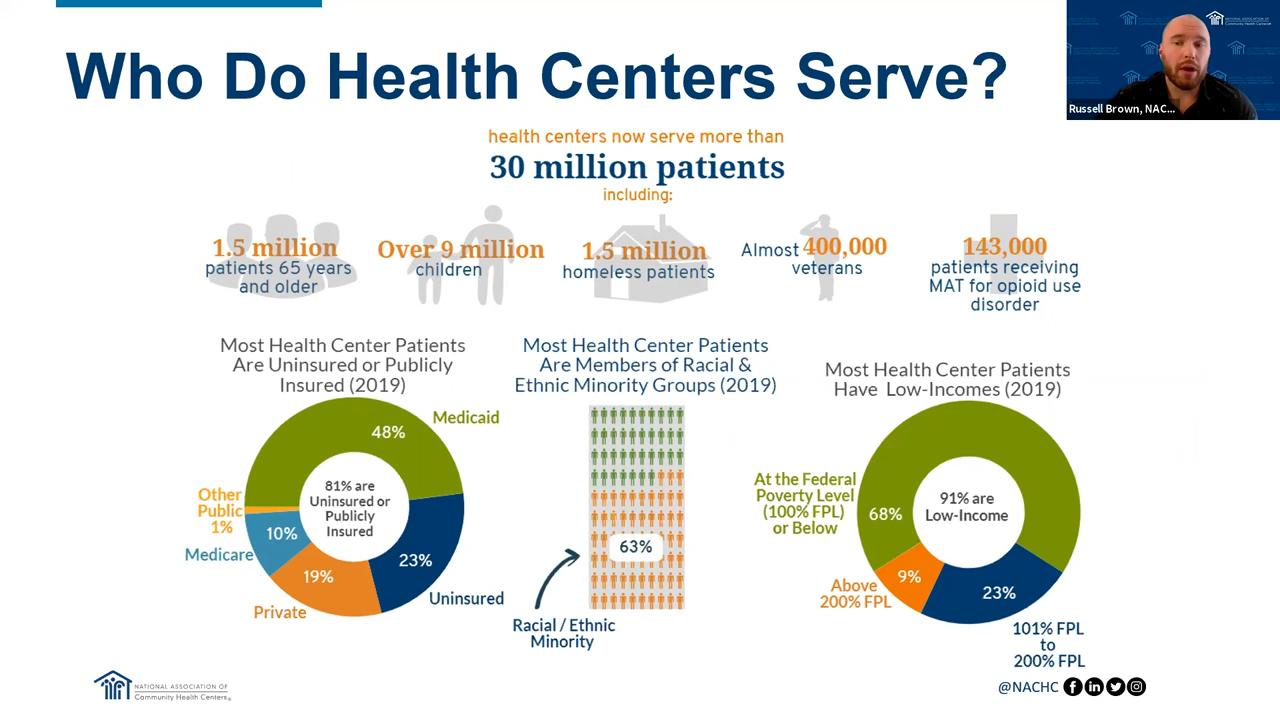 Who Do Health Centers Serve?
NATIONAL ASSOCIATION OF
Community Health Centers
Russell Brown, NAC...
health centers now serve more than
30 million patients
including:
1.5 million
patients 65 years
and older
Over 9 million
children
1.5 million
homeless patients
Almost 400,000
veterans
143,000
patients receiving
MAT for opioid use
disorder
Most Health Center Patients
Are Uninsured or Publicly
Insured (2019)
Medicaid
48%
81% are
Uninsured or
Publicly
Insured
Other
Public
1%
10%
Medicare
23%
19%
Uninsured
Private
Most Health Center Patients
Are Members of Racial &
Ethnic Minority Groups (2019)
63%
Racial / Ethnic
Minority
Most Health Center Patients
Have Low-Incomes (2019)
At the Federal
Poverty Level
(100% FPL)
or Below
68%
91% are
Low-Income
9%
Above
200% FPL
23%
101% FPL
to
200% FPL
NATIONAL ASSOCIATION OF
Community Health Centers®
@NACHC